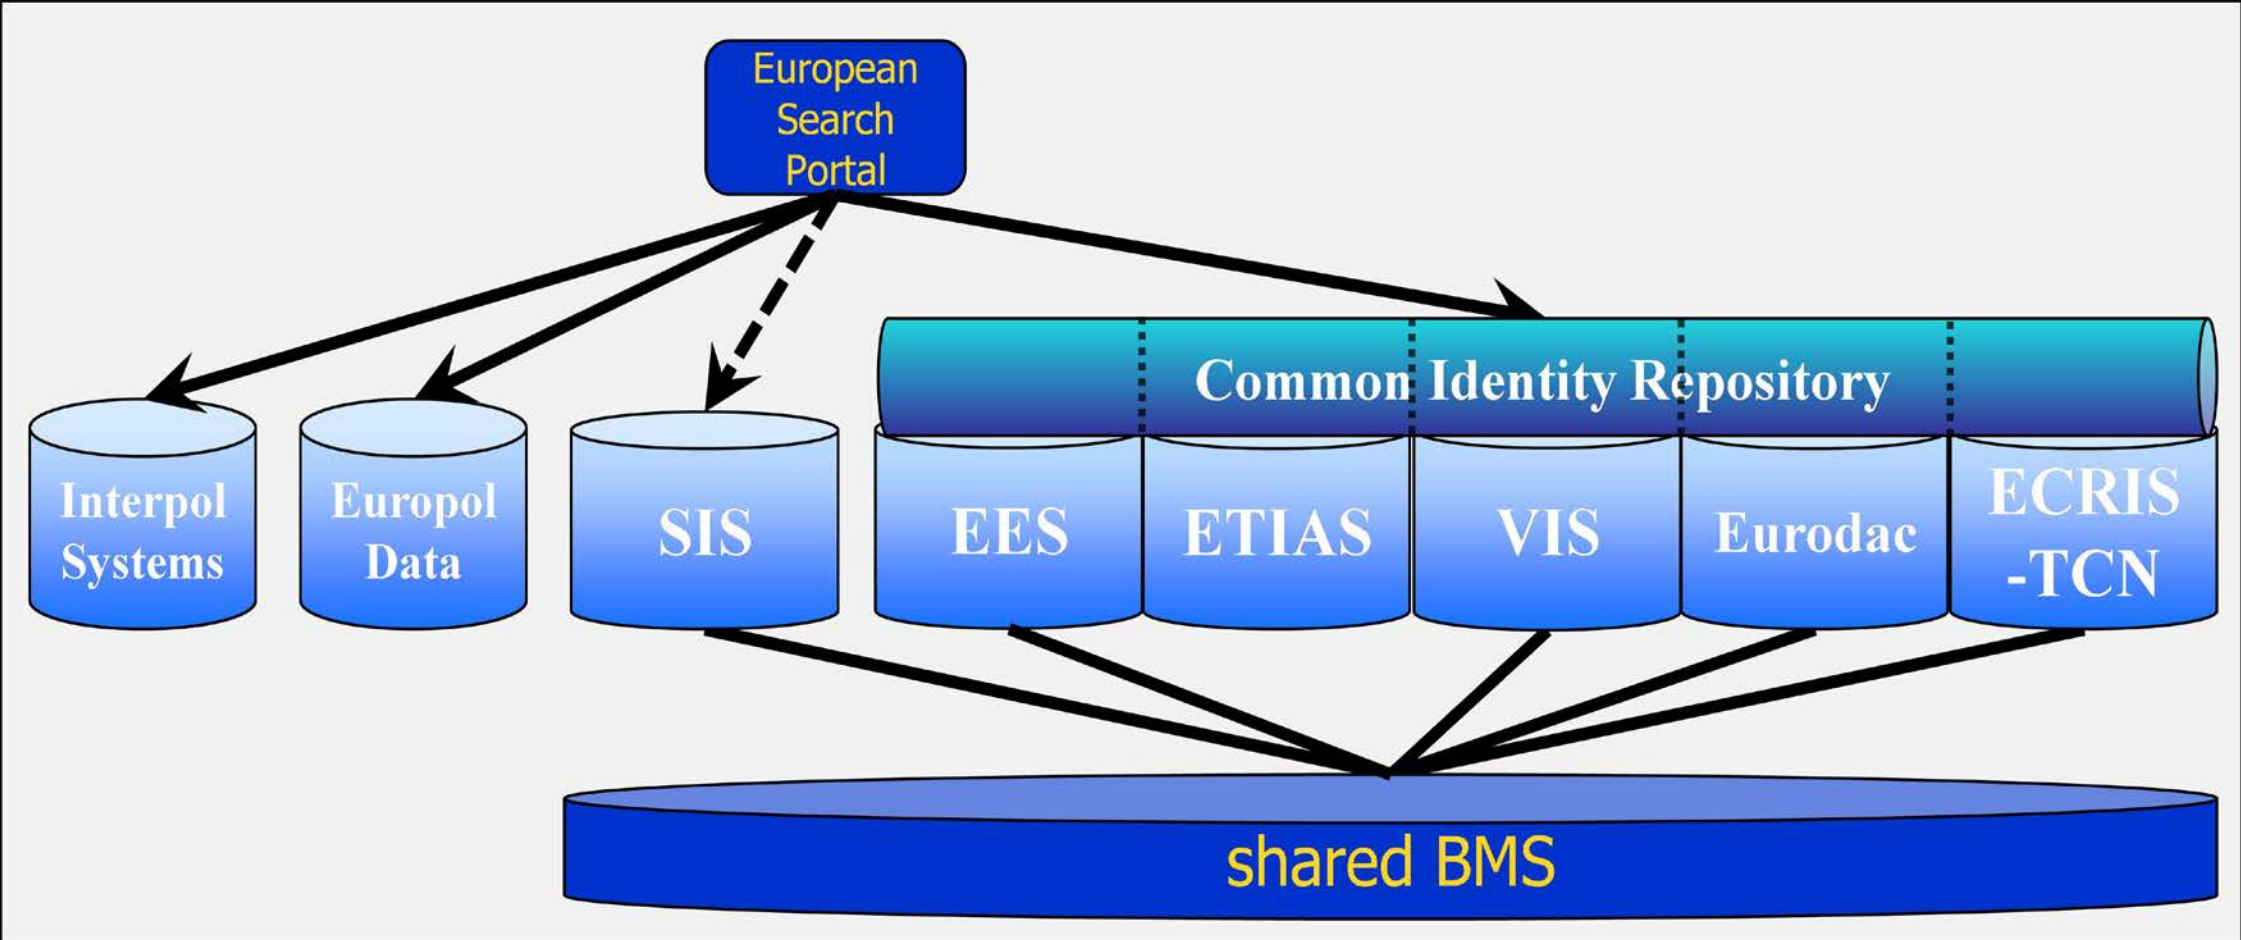 European
Search
Portal
Common Identity Repository
Interpol
Systems
Europol
Data
SIS
EES
ETIAS
VIS
Eurodac
ECRIS
-TCN
shared BMS